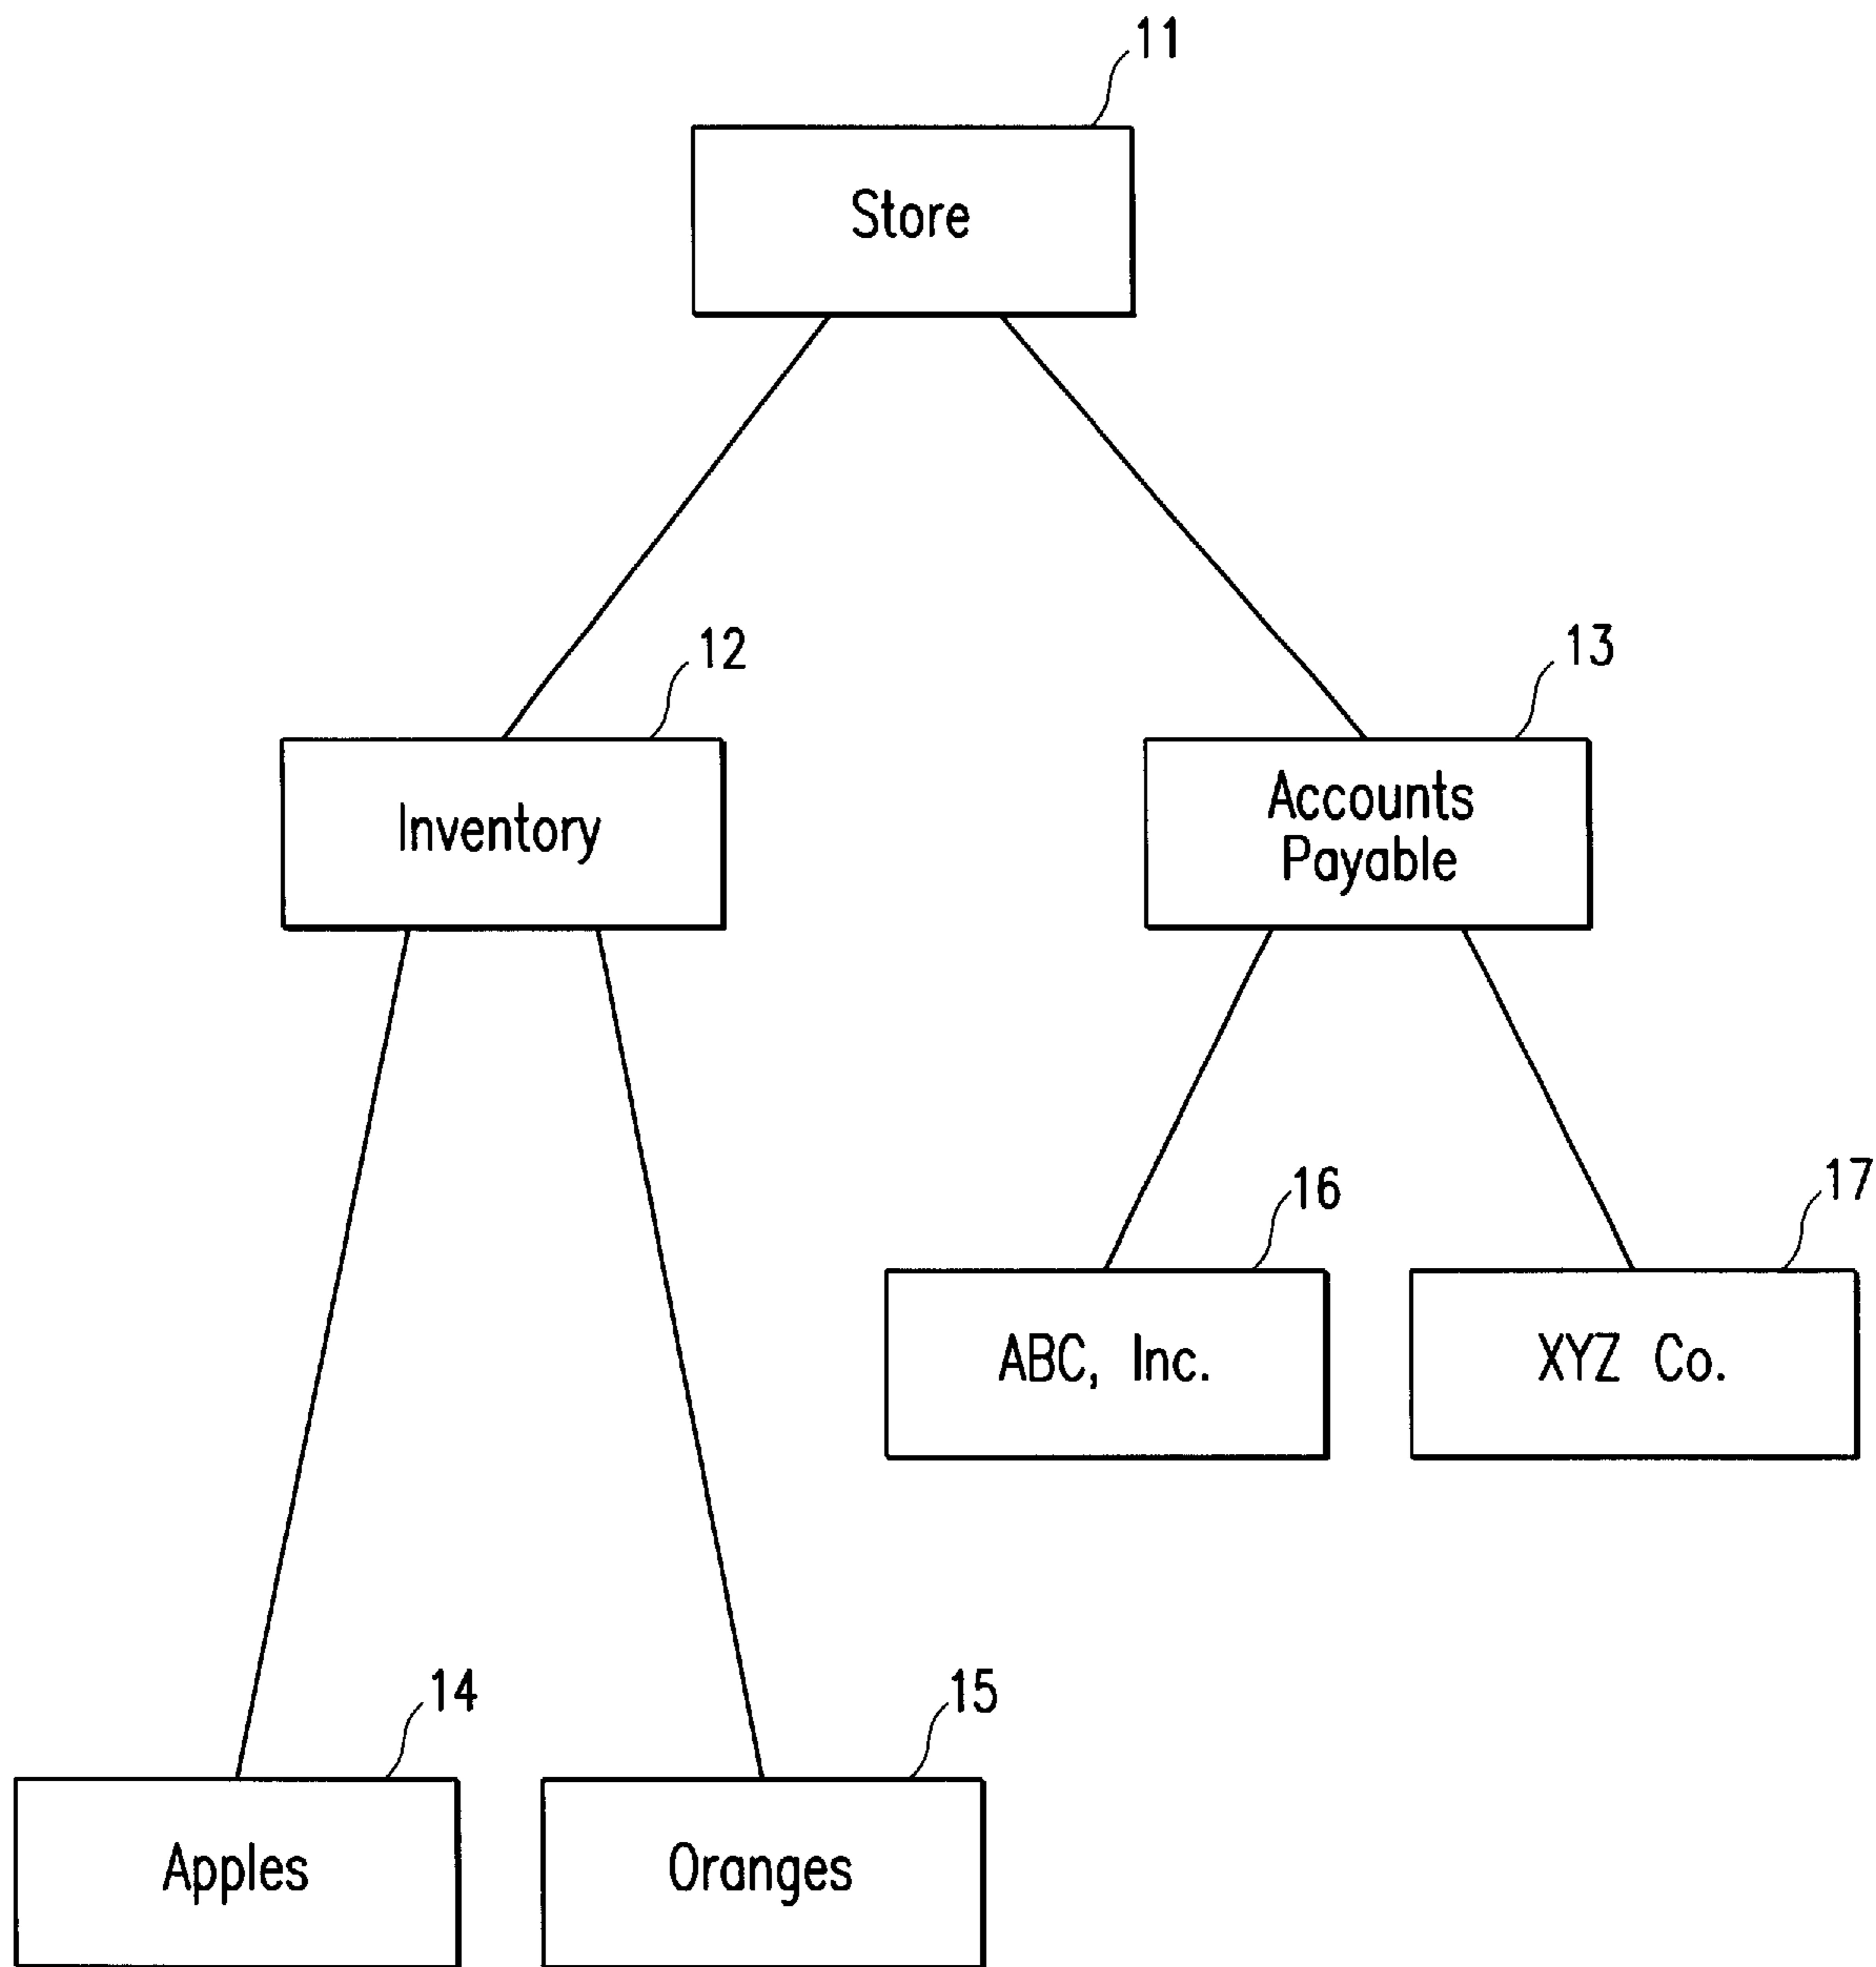 11
Store
12
13
Inventory
Accounts
Payable
16
17
ABC, Inc.
XYZ Co.
14
15
Apples
Oranges